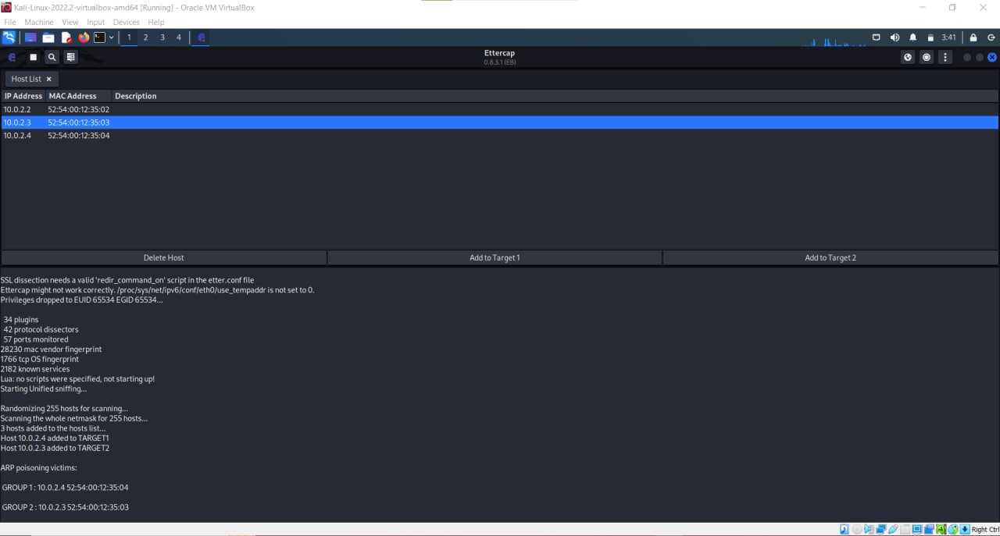 Kali-Linux-2022.2-virtualbox-amd64 [Running] - Oracle VM VirtualBox
File Machine View Input Devices Help
1 2 3 4
3:41
Ettercap
0.8.3.1 (EB)
Host List ×
IP Address MAC Address Description
10.0.2.2 52:54:00:12:35:02
10.0.2.3 52:54:00:12:35:03
10.0.2.4 52:54:00:12:35:04
Delete Host Add to Target 1 Add to Target 2
SSL dissection needs a valid 'redir_command_on' script in the etter.conf file
Ettercap might not work correctly. /proc/sys/net/ipv6/conf/eth0/use_tempaddr is not set to 0.
Privileges dropped to EUID 65534 EGID 65534...
34 plugins
42 protocol dissectors
57 ports monitored
28230 mac vendor fingerprint
1766 tcp OS fingerprint
2182 known services
Lua: no scripts were specified, not starting up!
Starting Unified sniffing...
Randomizing 255 hosts for scanning...
Scanning the whole netmask for 255 hosts...
3 hosts added to the hosts list...
Host 10.0.2.4 added to TARGET1
Host 10.0.2.3 added to TARGET2
ARP poisoning victims:
GROUP 1 : 10.0.2.4 52:54:00:12:35:04
GROUP 2 : 10.0.2.3 52:54:00:12:35:03
Right Ctrl